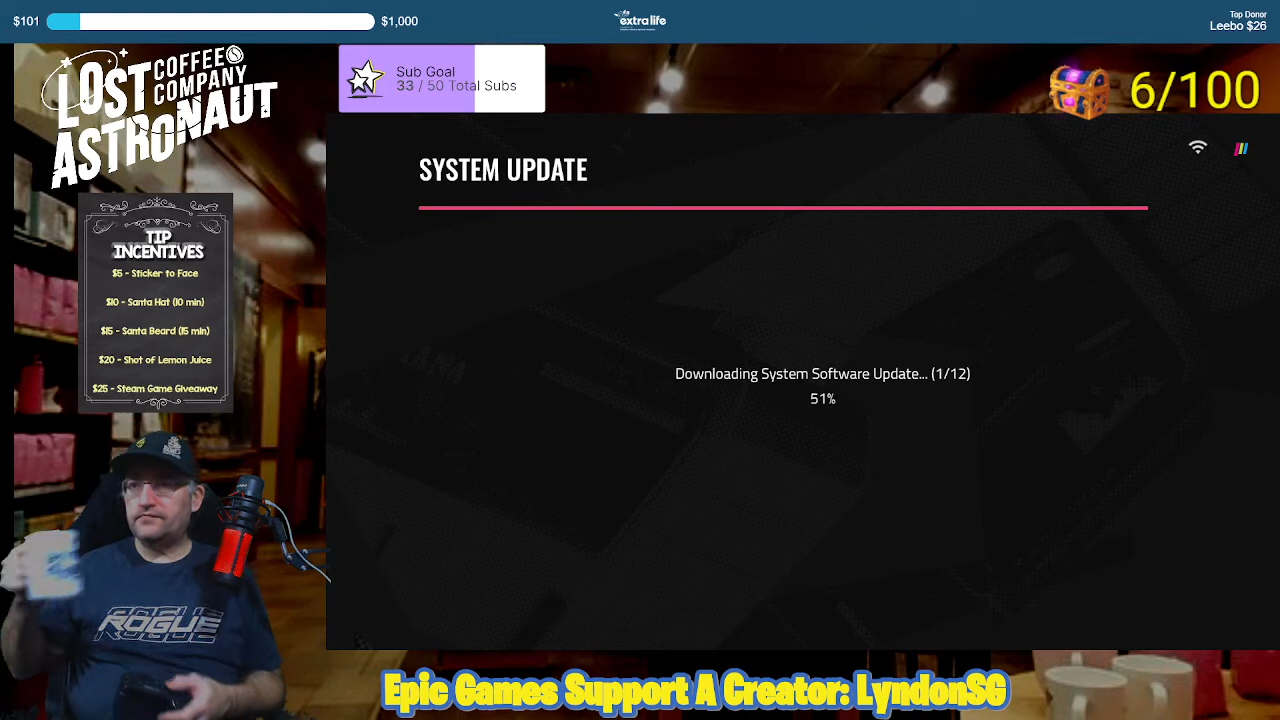 $101
$1,000
extra life
Top Donor
Leebo $26
LOST
COFFEE
COMPANY
ASTRONAUT
Sub Goal
33 / 50 Total Subs
6/100
SYSTEM UPDATE
TIP
INCENTIVES
$5 - Sticker to Face
$10 - Santa Hat (10 min)
$15 - Santa Beard (15 min)
$20 - Shot of Lemon Juice
$25 - Steam Game Giveaway
Downloading System Software Update... (1/12)
51%
ROGUE
Epic Games Support A Creator: LyndonSG